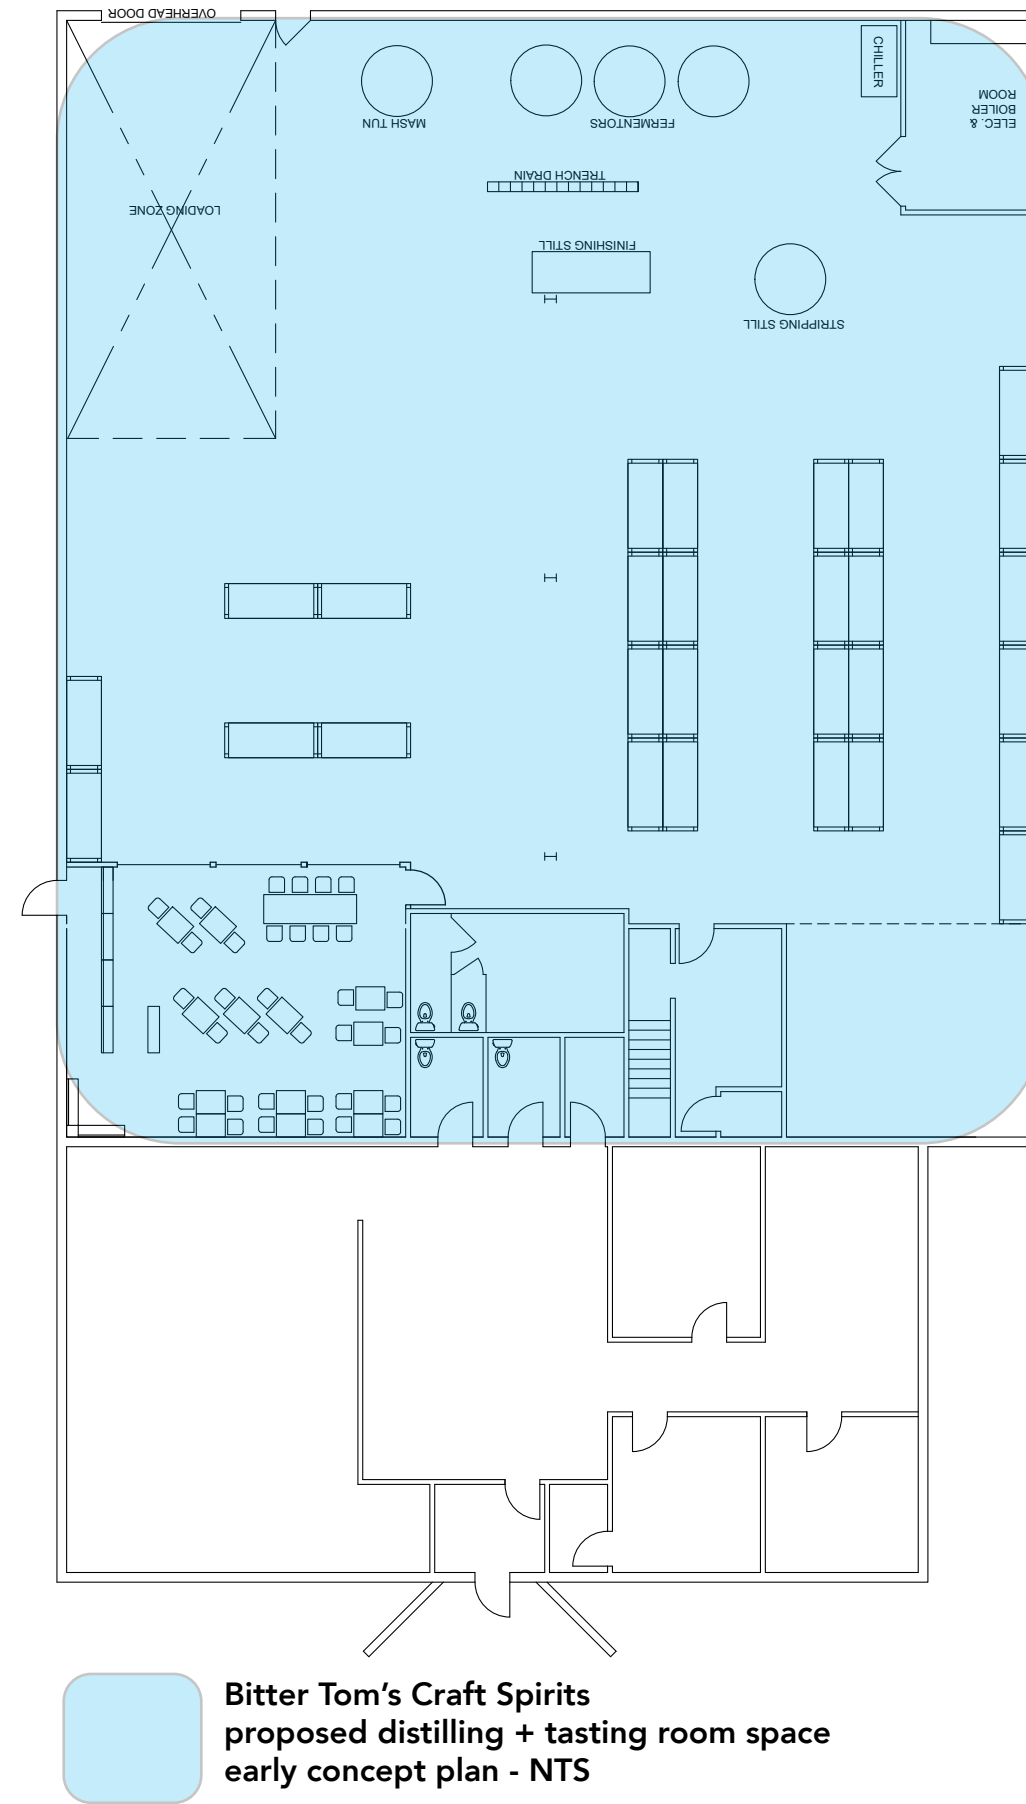 OVERHEAD DOOR
CHILLER
ELEC. &
BOILER
ROOM
MASH TUN
FERMENTORS
TRENCH DRAIN
LOADING ZONE
FINISHING STILL
STRIPPING STILL
Bitter Tom's Craft Spirits
proposed distilling + tasting room space
early concept plan - NTS